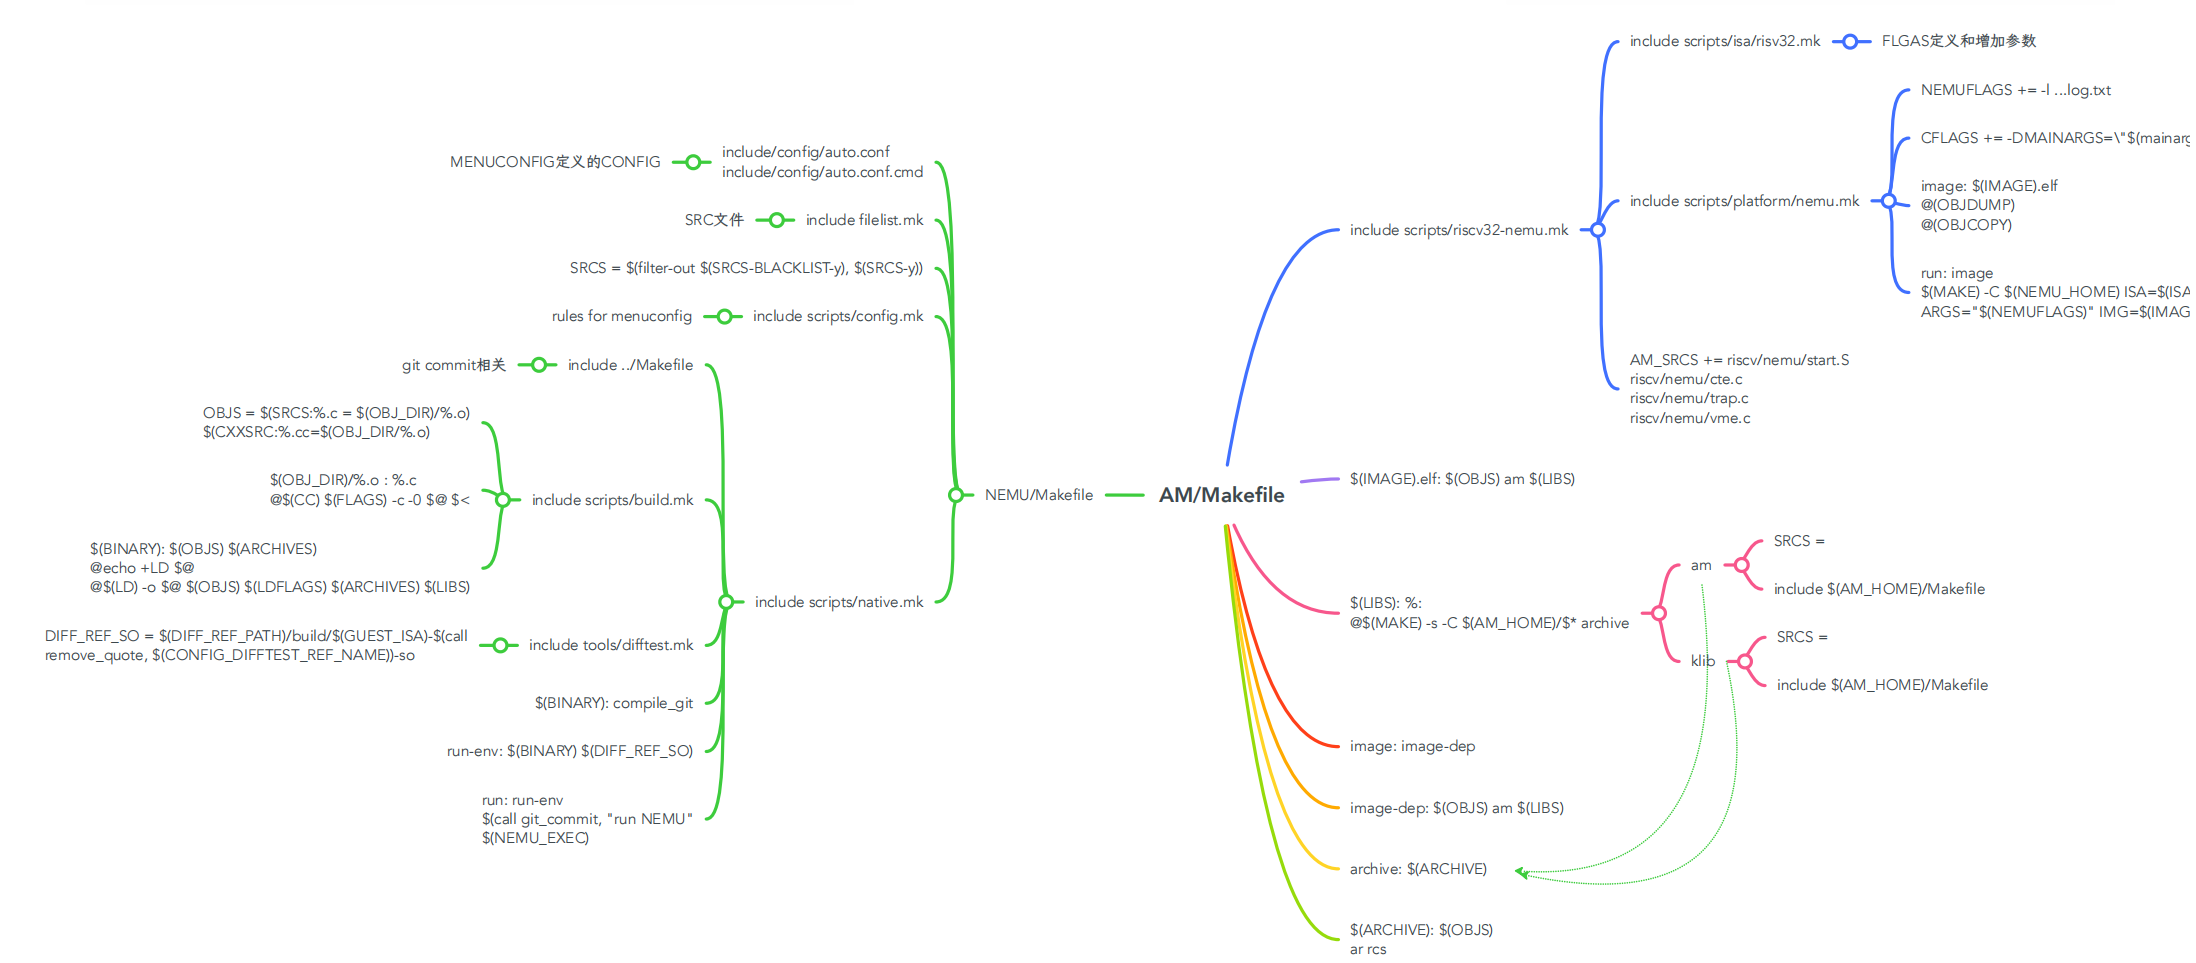 MENUCONFIG定义的CONFIG
include/config/auto.conf
include/config/auto.conf.cmd
SRC文件
include filelist.mk
SRCS = $(filter-out $(SRCS-BLACKLIST-y), $(SRCS-y))
rules for menuconfig
include scripts/config.mk
git commit相关
include ../Makefile
OBJS = $(SRCS:%.c = $(OBJ_DIR)/%.o)
$(CXXSRC:%.cc=$(OBJ_DIR/%.o)
$(OBJ_DIR)/%.o : %.c
@$(CC) $(FLAGS) -c -0 $@ $<
include scripts/build.mk
$(BINARY): $(OBJS) $(ARCHIVES)
@echo +LD $@
@$(LD) -o $@ $(OBJS) $(LDFLAGS) $(ARCHIVES) $(LIBS)
include scripts/native.mk
DIFF_REF_SO = $(DIFF_REF_PATH)/build/$(GUEST_ISA)-$(call
remove_quote, $(CONFIG_DIFFTEST_REF_NAME))-so
include tools/difftest.mk
$(BINARY): compile_git
run-env: $(BINARY) $(DIFF_REF_SO)
run: run-env
$(call git_commit, "run NEMU"
$(NEMU_EXEC)
NEMU/Makefile
AM/Makefile
include scripts/riscv32-nemu.mk
include scripts/isa/risv32.mk
FLGAS定义和增加参数
include scripts/platform/nemu.mk
NEMUFLAGS += -l ...log.txt
CFLAGS += -DMAINARGS=\"$(mainarg
image: $(IMAGE).elf
@(OBJDUMP)
@(OBJCOPY)
run: image
$(MAKE) -C $(NEMU_HOME) ISA=$(ISA
ARGS="$(NEMUFLAGS)" IMG=$(IMAG
AM_SRCS += riscv/nemu/start.S
riscv/nemu/cte.c
riscv/nemu/trap.c
riscv/nemu/vme.c
$(IMAGE).elf: $(OBJS) am $(LIBS)
$(LIBS): %:
@$(MAKE) -s -C $(AM_HOME)/$* archive
am
SRCS =
include $(AM_HOME)/Makefile
klib
SRCS =
include $(AM_HOME)/Makefile
image: image-dep
image-dep: $(OBJS) am $(LIBS)
archive: $(ARCHIVE)
$(ARCHIVE): $(OBJS)
ar rcs